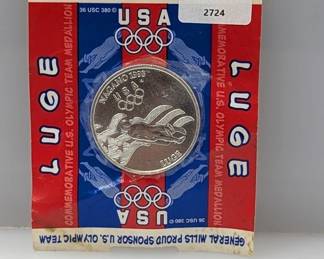 2724
36 USC 380 ©
USA
LUGE
COMMEMORATIVE U.S. OLYMPIC TEAM MEDALLION
NAGANO 1998
USA
LUGE
LUGE
COMMEMORATIVE U.S. OLYMPIC TEAM MEDALLION
USA
36 USC 380 ©
GENERAL MILLS PROUD SPONSOR U.S. OLYMPIC TEAM